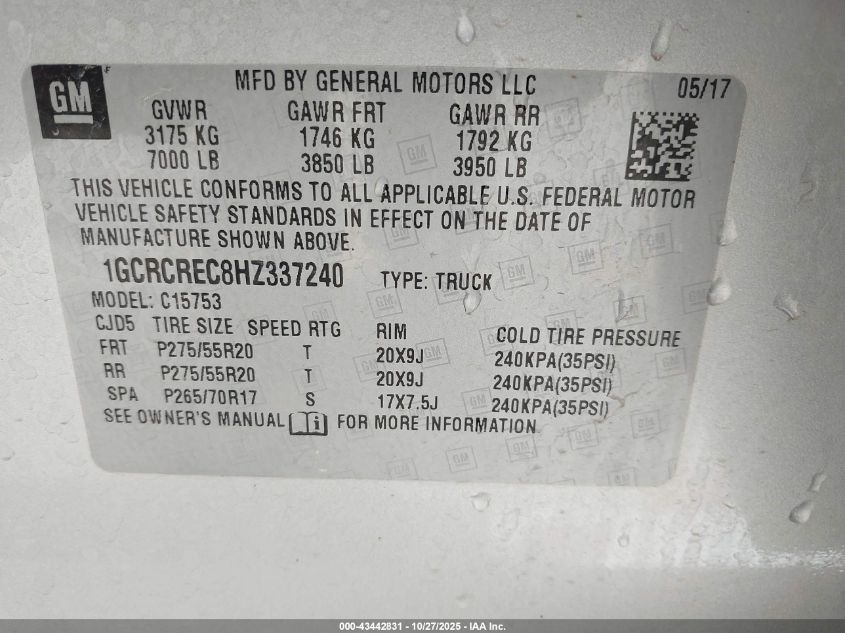 GM
MFD BY GENERAL MOTORS LLC 05/17
GVWR GAWR FRT GAWR RR
3175 KG 1746 KG 1792 KG
7000 LB 3850 LB 3950 LB
THIS VEHICLE CONFORMS TO ALL APPLICABLE U.S. FEDERAL MOTOR
VEHICLE SAFETY STANDARDS IN EFFECT ON THE DATE OF
MANUFACTURE SHOWN ABOVE.
1GCRCREC8HZ337240 TYPE: TRUCK
MODEL: C15753
CJD5 TIRE SIZE SPEED RTG RIM COLD TIRE PRESSURE
FRT P275/55R20 T 20X9J 240KPA(35PSI)
RR P275/55R20 T 20X9J 240KPA(35PSI)
SPA P265/70R17 S 17X7.5J 240KPA(35PSI)
SEE OWNER'S MANUAL i FOR MORE INFORMATION
000-43442831 - 10/27/2025 - IAA Inc.